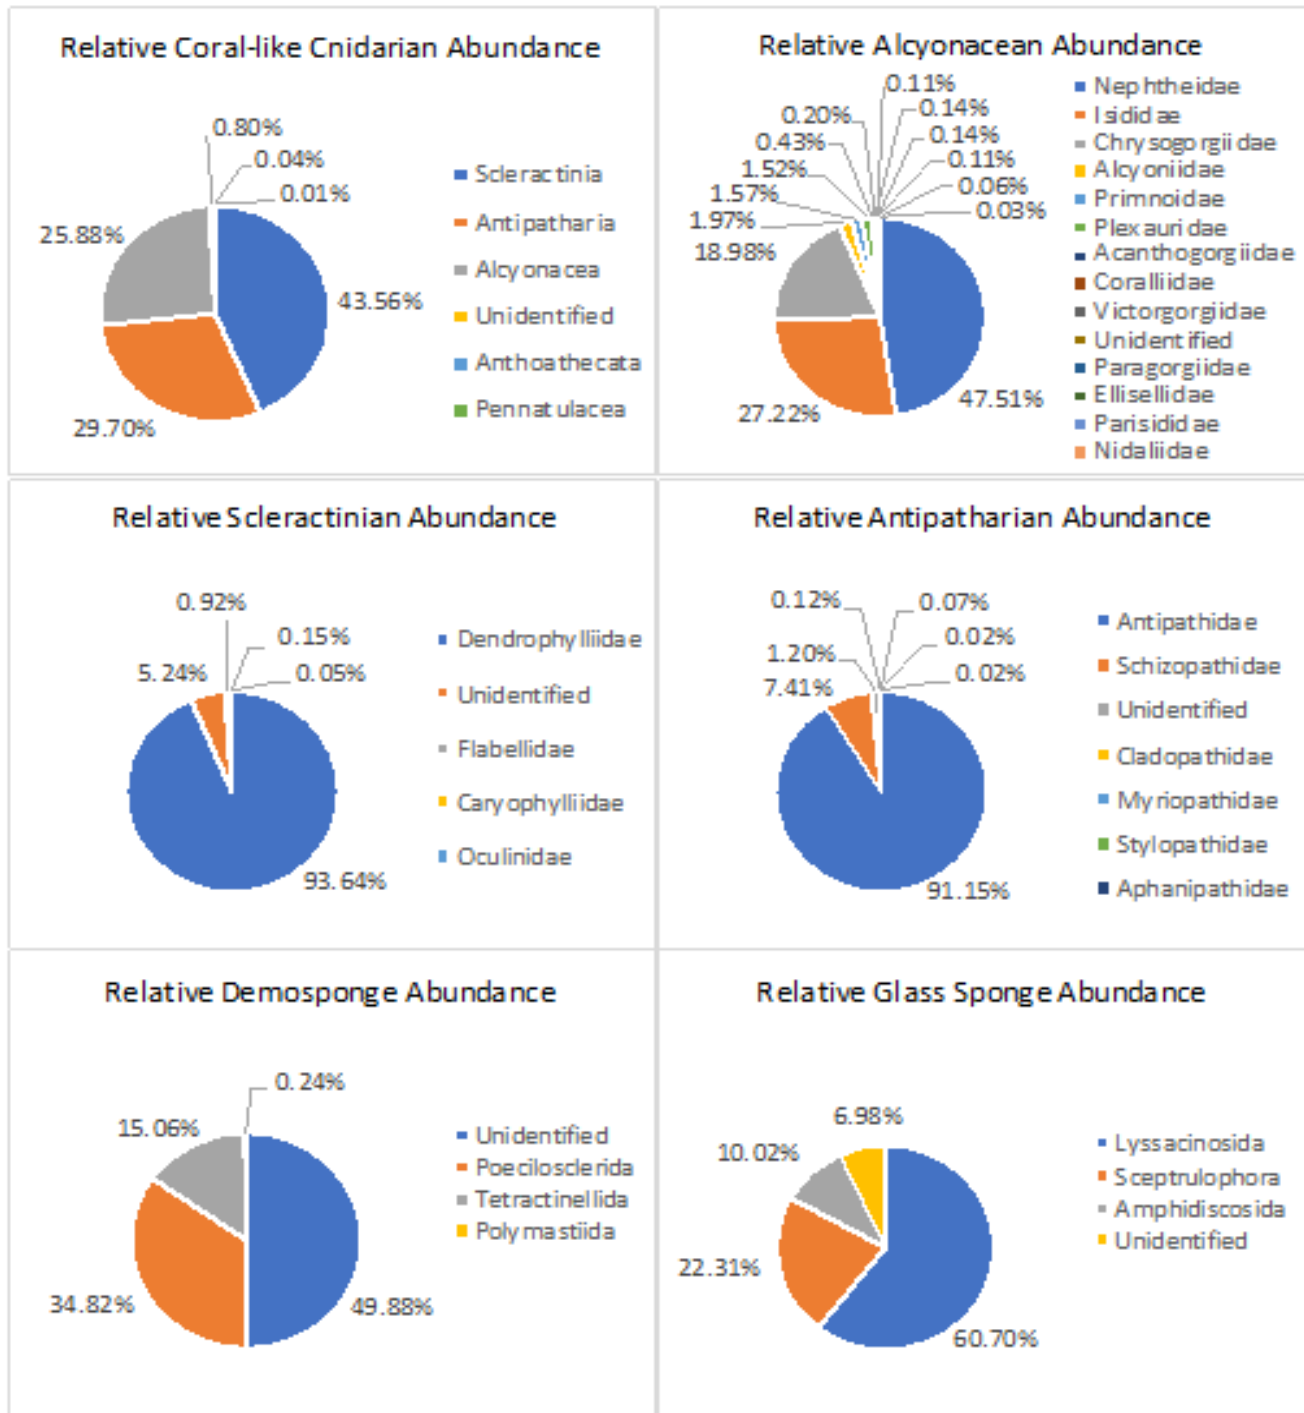 Relative Coral-like Cnidarian Abundance
0.80%
0.04%
0.01%
25.88%
43.56%
29.70%
Scleractinia
Antipatharia
Alcyonacea
Unidentified
Anthoathecata
Pennatulacea
Relative Alcyonacean Abundance
0.11%
0.20%
0.14%
0.43%
0.14%
1.52%
0.11%
1.57%
0.06%
1.97%
0.03%
18.98%
27.22%
47.51%
Nephtheidae
Isididae
Chrysogorgiidae
Alcyoniidae
Primnoidae
Plexauridae
Acanthogorgiidae
Coralliidae
Victorgorgiidae
Unidentified
Paragorgiidae
Ellisellidae
Parisididae
Nidaliidae
Relative Scleractinian Abundance
0.92%
0.15%
5.24%
0.05%
93.64%
Dendrophylliidae
Unidentified
Flabellidae
Caryophylliidae
Oculinidae
Relative Antipatharian Abundance
0.12%
0.07%
1.20%
0.02%
7.41%
0.02%
91.15%
Antipathidae
Schizopathidae
Unidentified
Cladopathidae
Myriopathidae
Stylopathidae
Aphanipathidae
Relative Demosponge Abundance
0.24%
15.06%
34.82%
49.88%
Unidentified
Poecilosclerida
Tetractinellida
Polymastiida
Relative Glass Sponge Abundance
6.98%
10.02%
22.31%
60.70%
Lyssacinosida
Sceptrulophora
Amphidiscosida
Unidentified